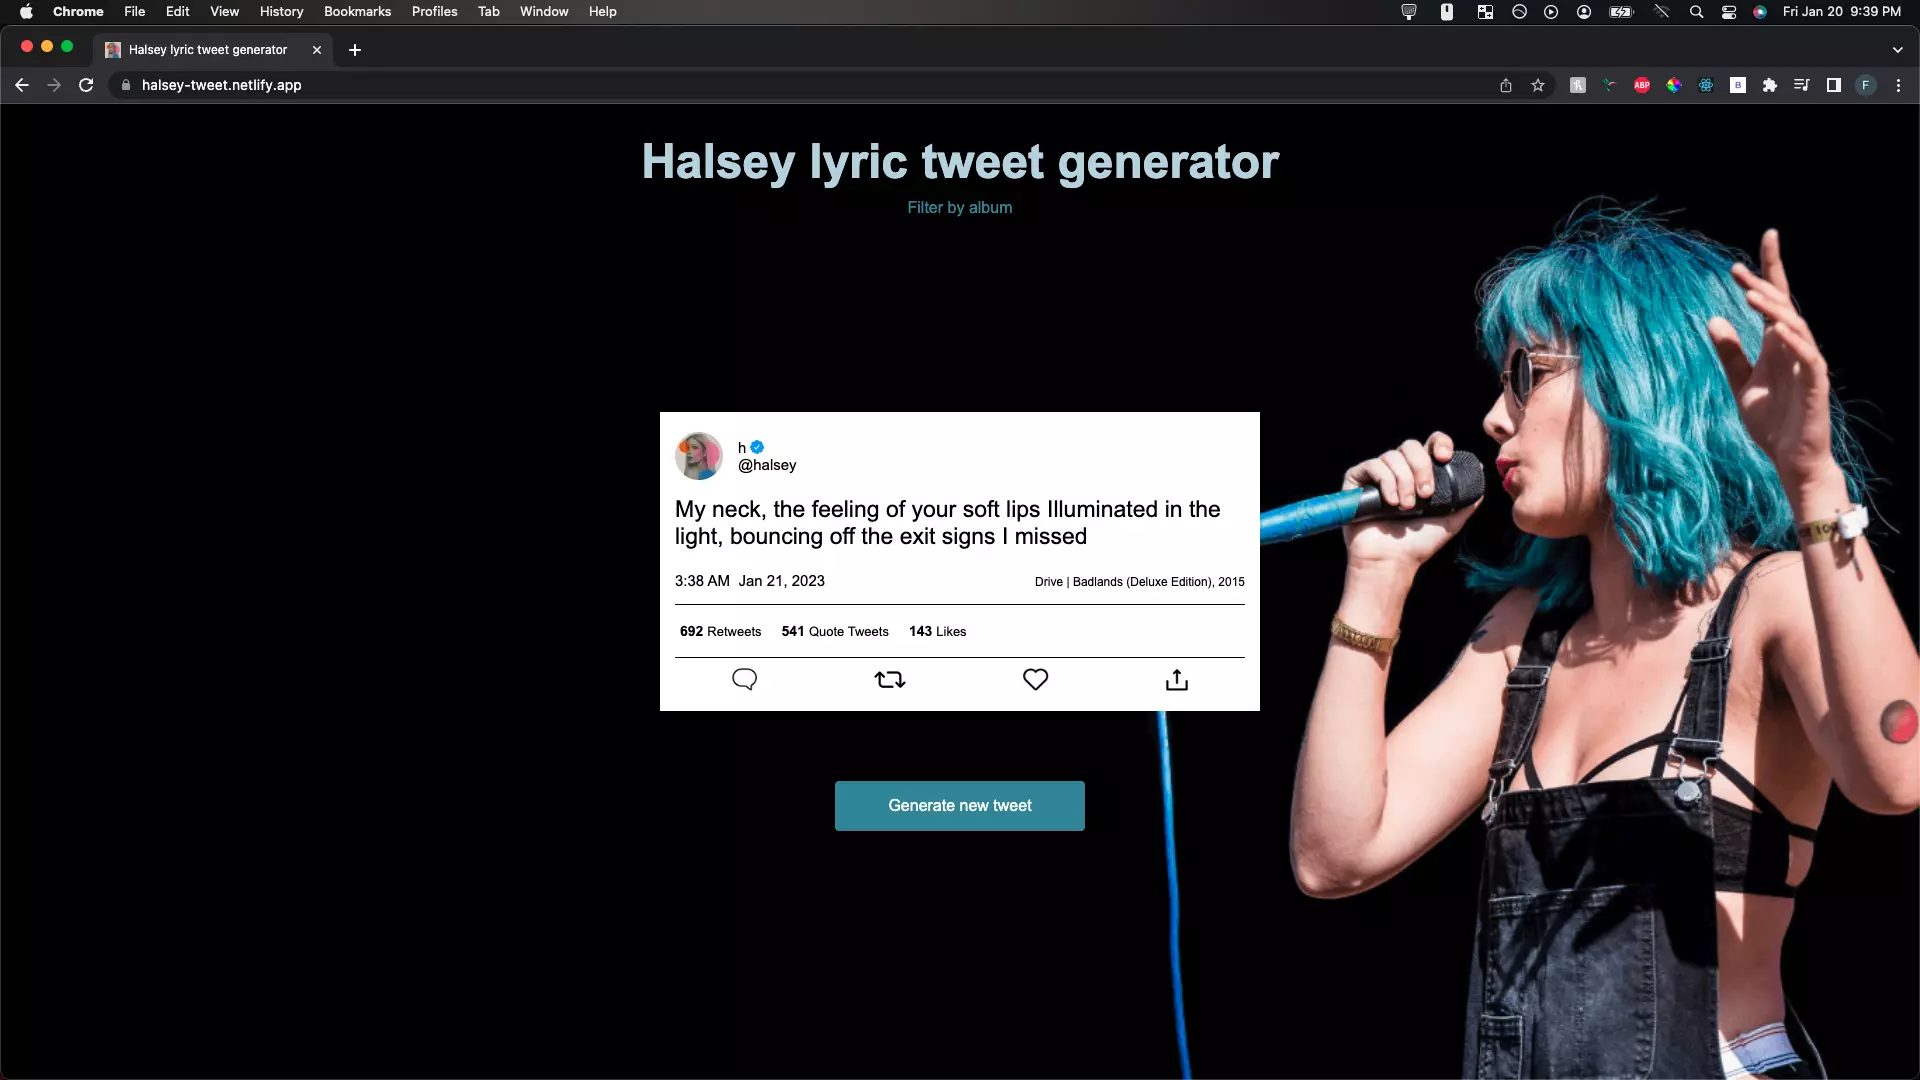 Chrome File Edit View History Bookmarks Profiles Tab Window Help Fri Jan 20 9:39 PM
Halsey lyric tweet generator
halsey-tweet.netlify.app ABP B F
Halsey lyric tweet generator
Filter by album
h
@halsey
My neck, the feeling of your soft lips Illuminated in the
light, bouncing off the exit signs I missed
3:38 AM Jan 21, 2023 Drive | Badlands (Deluxe Edition), 2015
692 Retweets 541 Quote Tweets 143 Likes
Generate new tweet